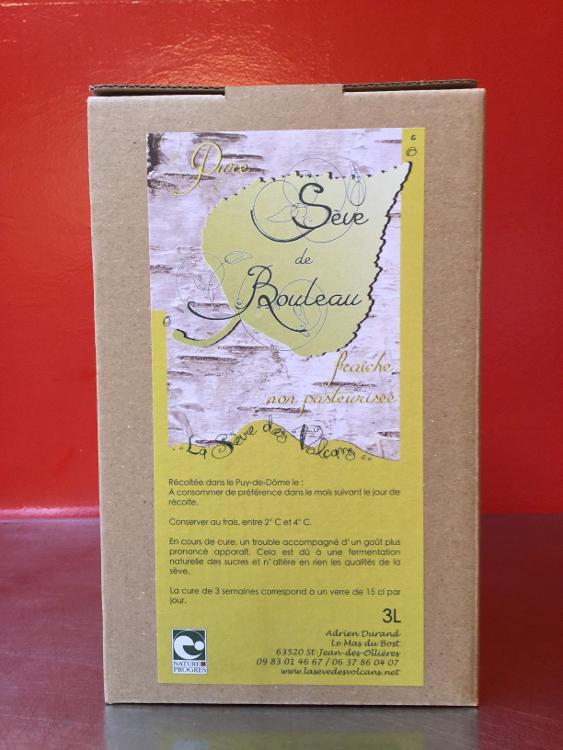 Pure
Sève
de
Bouleau
fraîche
non pasteurisée
..La Sève des Volcans..
Récoltée dans le Puy-de-Dôme le :
A consommer de préférence dans le mois suivant le jour de
récolte.
Conserver au frais, entre 2° C et 4° C.
En cours de cure, un trouble accompagné d'un goût plus
prononcé apparaît. Cela est dû à une fermentation
naturelle des sucres et n'altère en rien les qualités de la
sève.
La cure de 3 semaines correspond à un verre de 15 cl par
jour.
3L
Adrien Durand
Le Mas du Bost
63520 St-Jean-des-Ollières
09 83 01 46 67 / 06 37 86 04 07
www.lasevedesvolcans.net
NATURE
PROGRES